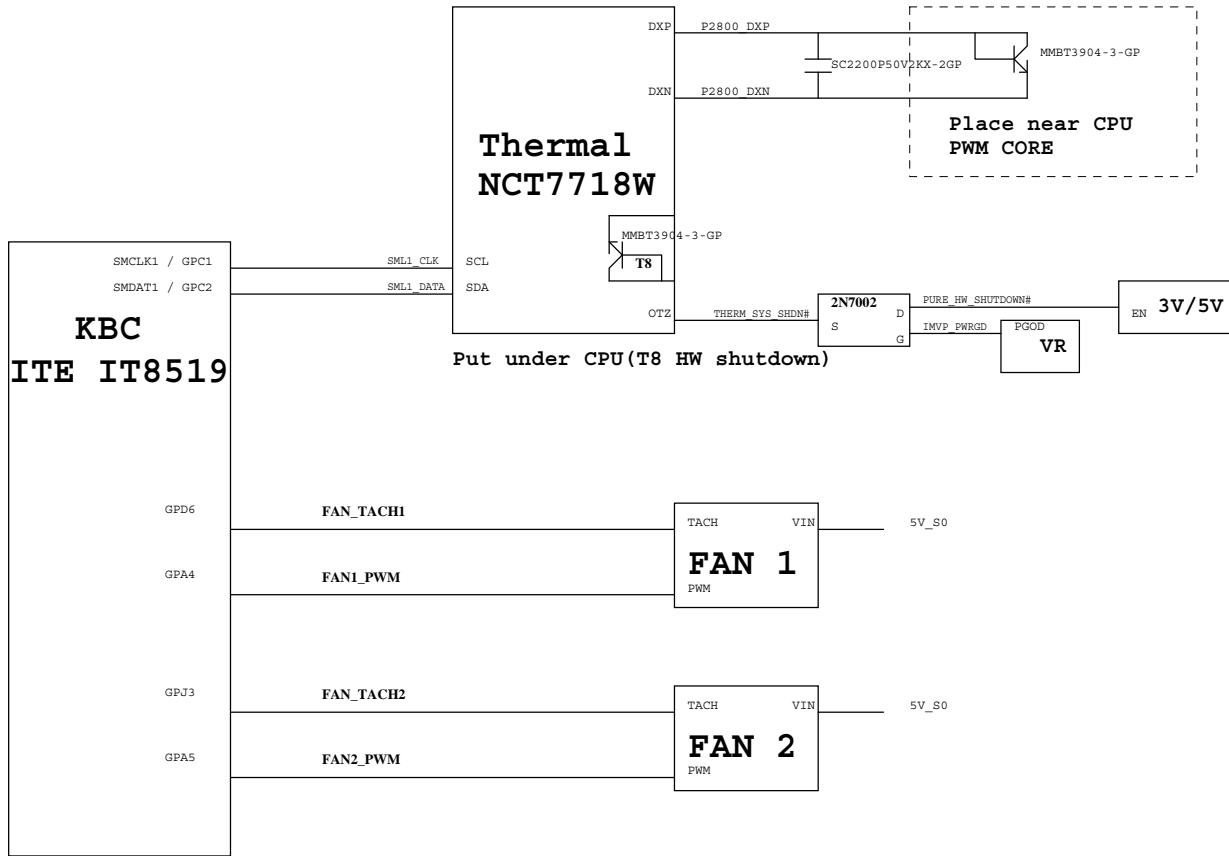 DXP P2800_DXP
MMBT3904-3-GP
SC2200P50V2KX-2GP
DXN P2800_DXN
Place near CPU
PWM CORE
Thermal
NCT7718W
MMBT3904-3-GP
T8
SMCLK1 / GPC1 SML1_CLK SCL
SMDAT1 / GPC2 SML1_DATA SDA
OTZ THERM_SYS_SHDN#
2N7002
S
D
G
PURE_HW_SHUTDOWN#
IMVP_PWRGD
EN 3V/5V
PGOD
VR
Put under CPU(T8 HW shutdown)
KBC
ITE IT8519
GPD6 FAN_TACH1 TACH VIN 5V_S0
FAN 1
GPA4 FAN1_PWM PWM
GPJ3 FAN_TACH2 TACH VIN 5V_S0
FAN 2
GPA5 FAN2_PWM PWM